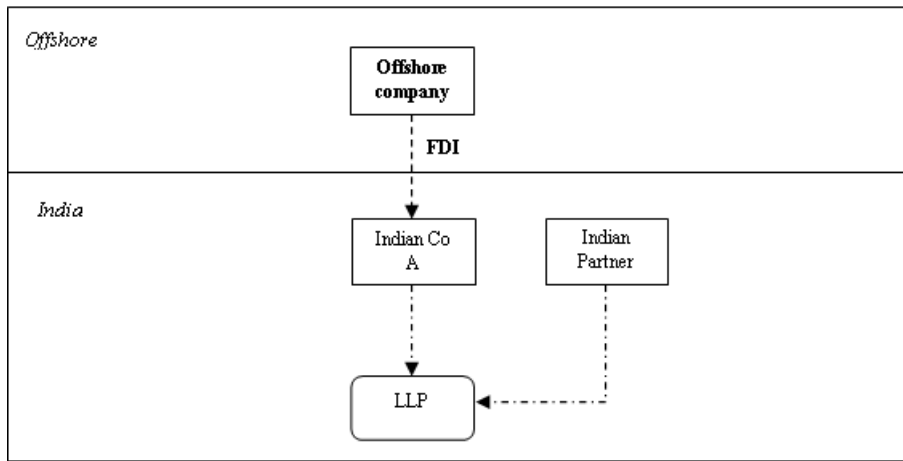 Offshore
Offshore
company
FDI
India
Indian Co
A
Indian
Partner
LLP